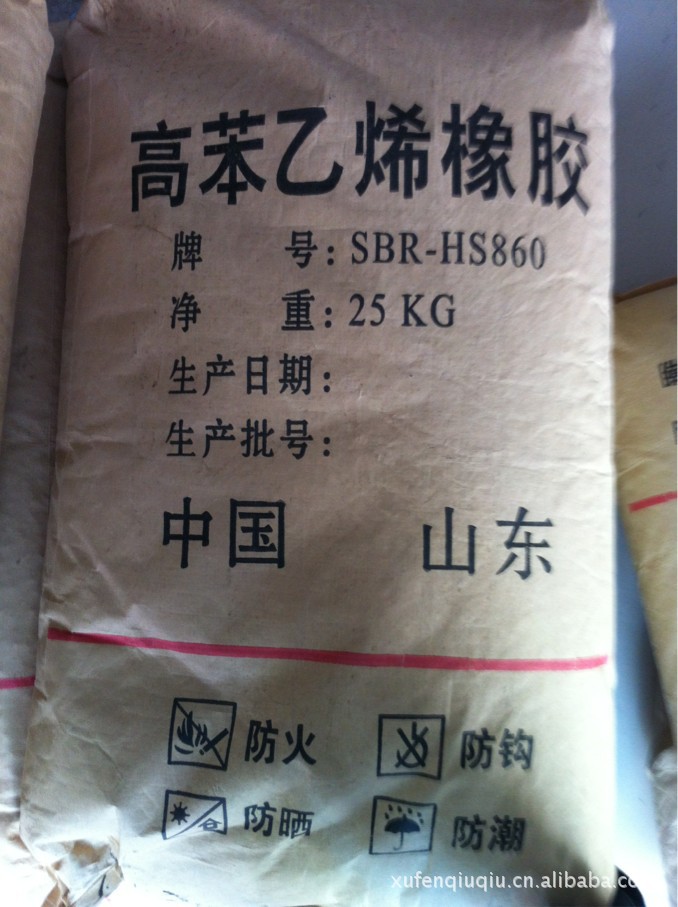 高苯乙烯橡胶
牌 号:SBR-HS860
净 重:25 KG
生产日期:
生产批号:
中国 山东
防火 防钩
防晒 防潮
xufenqiuqiu.cn.alibaba.co